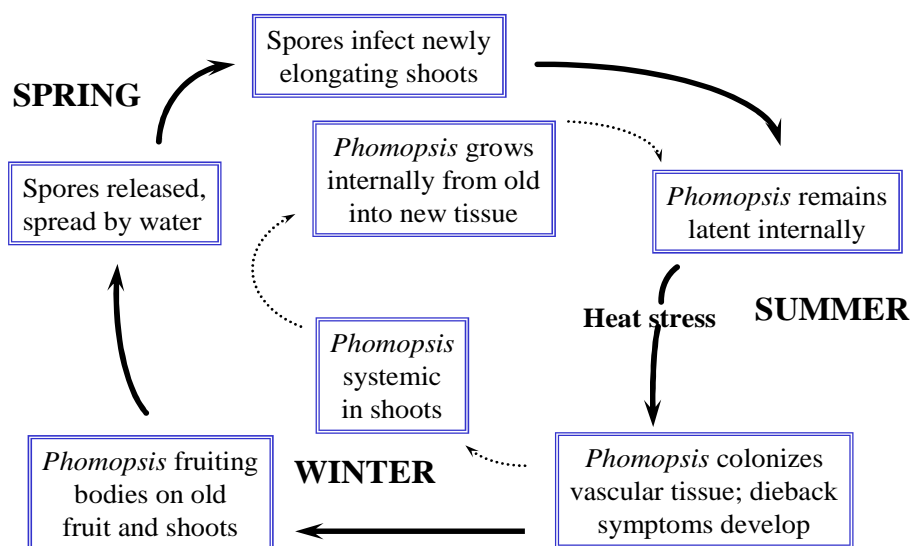 Spores infect newly
elongating shoots
SPRING
Phomopsis grows
internally from old
into new tissue
Spores released,
spread by water
Phomopsis remains
latent internally
Heat stress
SUMMER
Phomopsis
systemic
in shoots
Phomopsis fruiting
bodies on old
fruit and shoots
WINTER
Phomopsis colonizes
vascular tissue; dieback
symptoms develop